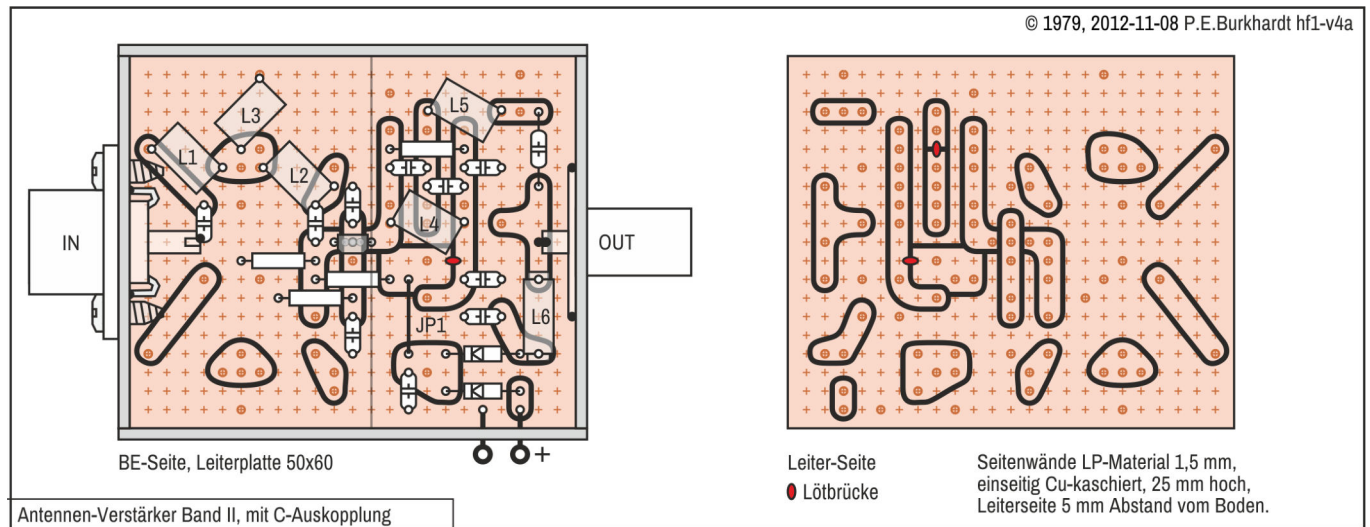 © 1979, 2012-11-08 P.E.Burkhardt hf1-v4a
L3
L5
L1
L2
L4
IN
OUT
JP1
L6
+
BE-Seite, Leiterplatte 50x60
Leiter-Seite
Lötbrücke
Seitenwände LP-Material 1,5 mm,
einseitig Cu-kaschiert, 25 mm hoch,
Leiterseite 5 mm Abstand vom Boden.
Antennen-Verstärker Band II, mit C-Auskopplung